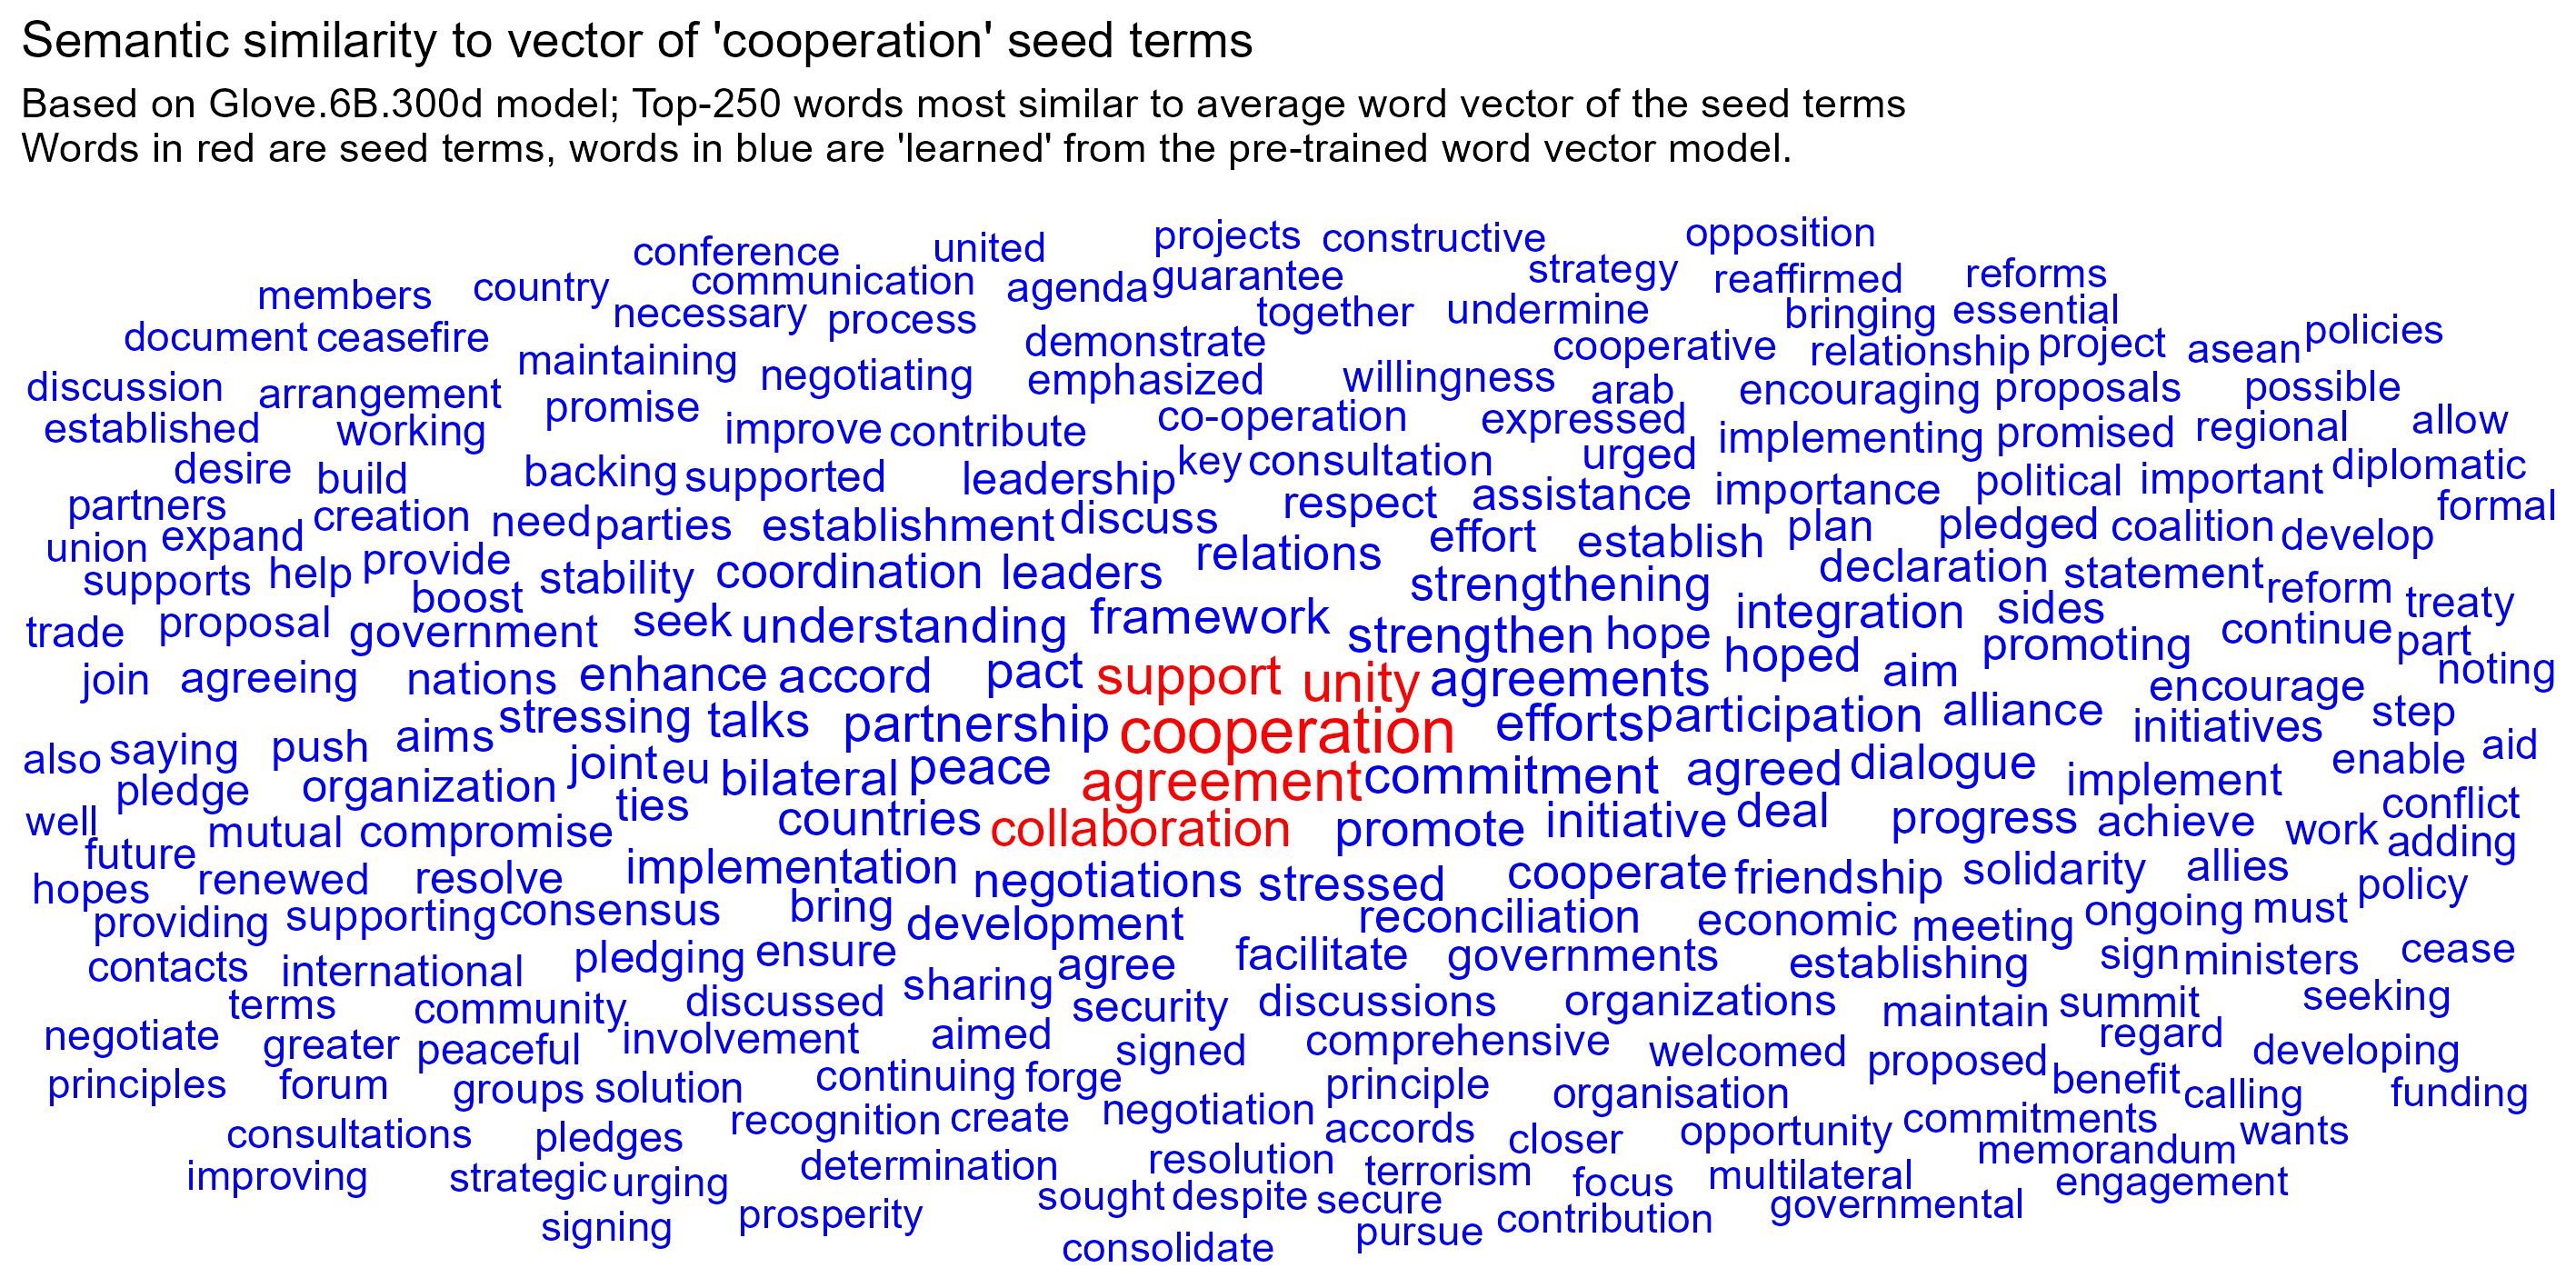 Semantic similarity to vector of 'cooperation' seed terms
Based on Glove.6B.300d model; Top-250 words most similar to average word vector of the seed terms
Words in red are seed terms, words in blue are 'learned' from the pre-trained word vector model.
conference united projects constructive opposition
members country communication agenda guarantee strategy reaffirmed reforms
document ceasefire necessary process together undermine bringing essential
maintaining demonstrate cooperative relationship project asean policies
discussion arrangement negotiating emphasized willingness arab encouraging proposals possible
established working promise improve contribute co-operation expressed implementing promised regional allow
desire build backing supported leadership key consultation urged political important diplomatic
partners creation need parties establishment discuss respect assistance importance formal
union expand provide coordination leaders relations effort establish plan pledged coalition develop
supports help boost stability strengthening declaration statement reform treaty
trade proposal government seek understanding framework strengthen hope integration sides continue part
join agreeing nations enhance accord pact support unity agreements hoped aim promoting noting
stressing talks partnership cooperation efforts participation alliance encourage initiatives step
also saying push aims joint eu bilateral peace agreement commitment agreed dialogue implement enable aid
pledge organization ties countries collaboration promote initiative deal progress achieve work conflict
well mutual compromise adding
future implementation negotiations stressed cooperate friendship solidarity allies
hopes renewed resolve policy
providing supporting consensus bring development reconciliation economic meeting ongoing must
contacts international pledging ensure sharing agree facilitate governments establishing sign ministers cease
terms community discussed security discussions organizations maintain summit seeking
negotiate greater peaceful involvement aimed signed comprehensive welcomed proposed regard developing
principles forum groups solution continuing forge principle organisation benefit calling funding
consultations pledges recognition create negotiation accords closer opportunity commitments memorandum wants
improving strategic urging determination resolution terrorism focus multilateral engagement
signing prosperity sought despite secure pursue contribution governmental
consolidate